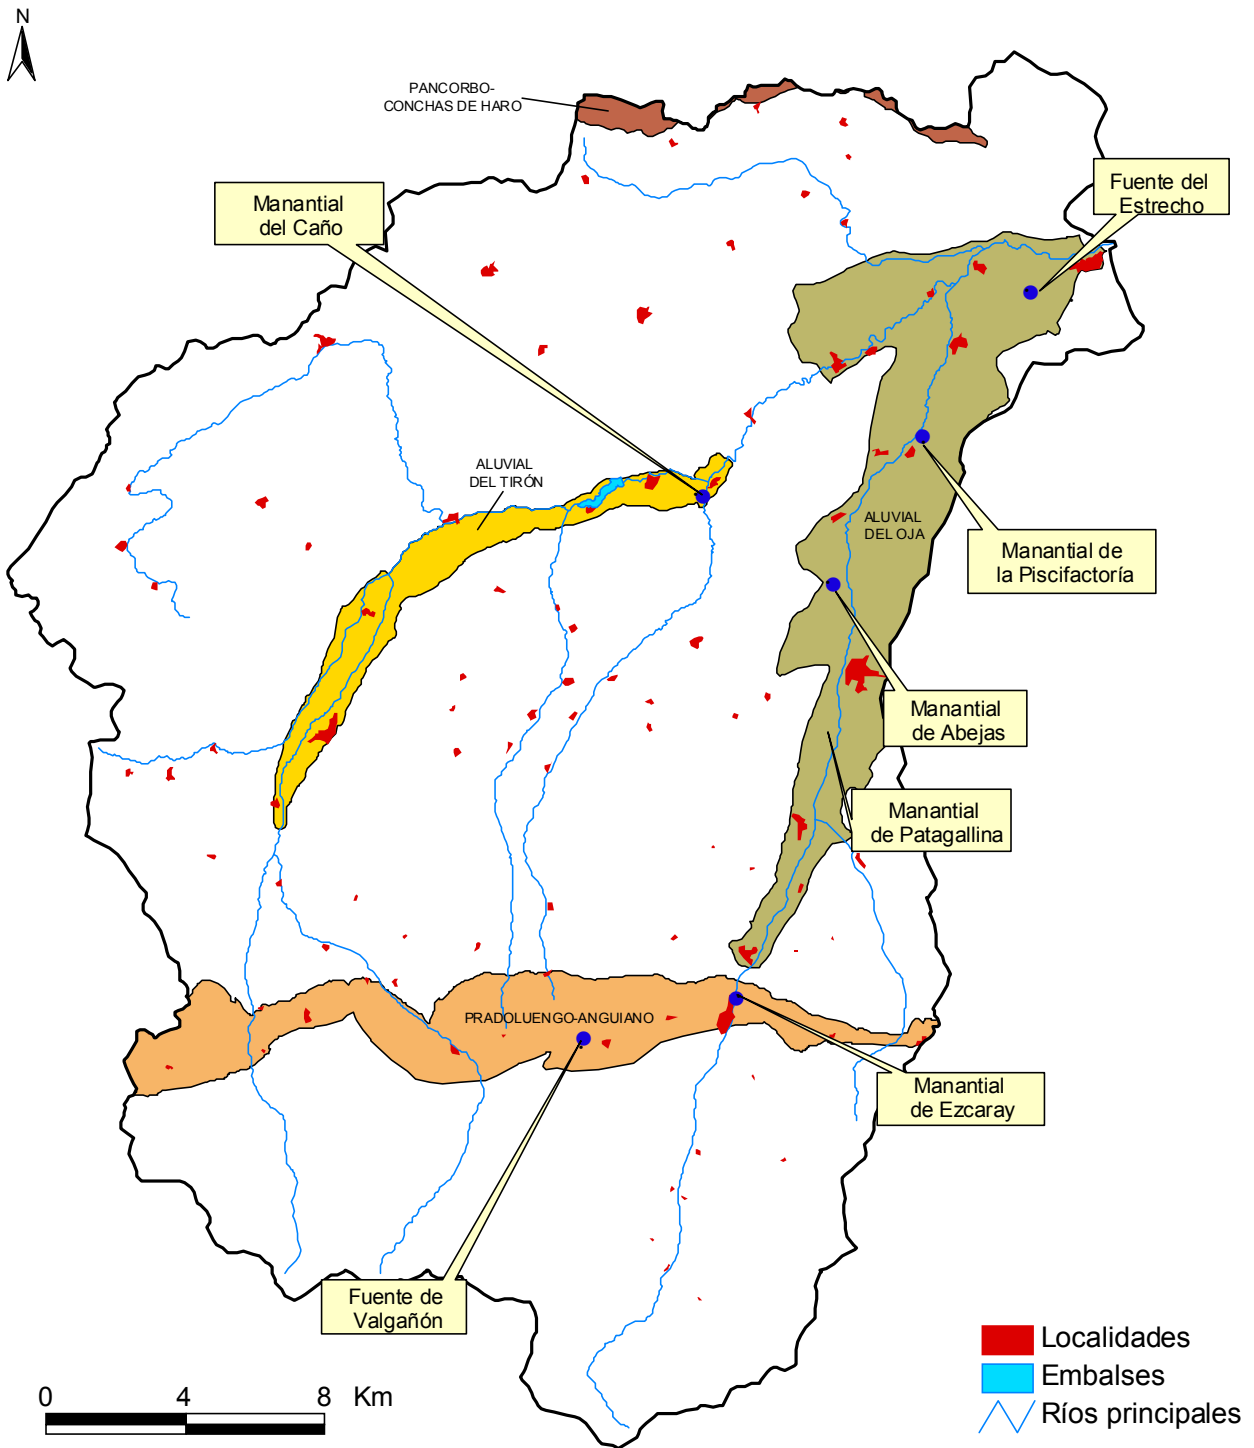 N
PANCORBO-
CONCHAS DE HARO
Manantial
del Caño
Fuente del
Estrecho
ALUVIAL
DEL TIRÓN
ALUVIAL
DEL OJA
Manantial de
la Piscifactoría
Manantial
de Abejas
Manantial
de Patagallina
PRADOLUENGO-ANGUIANO
Manantial
de Ezcaray
Fuente de
Valgañón
Localidades
Embalses
Ríos principales
0 4 8 Km